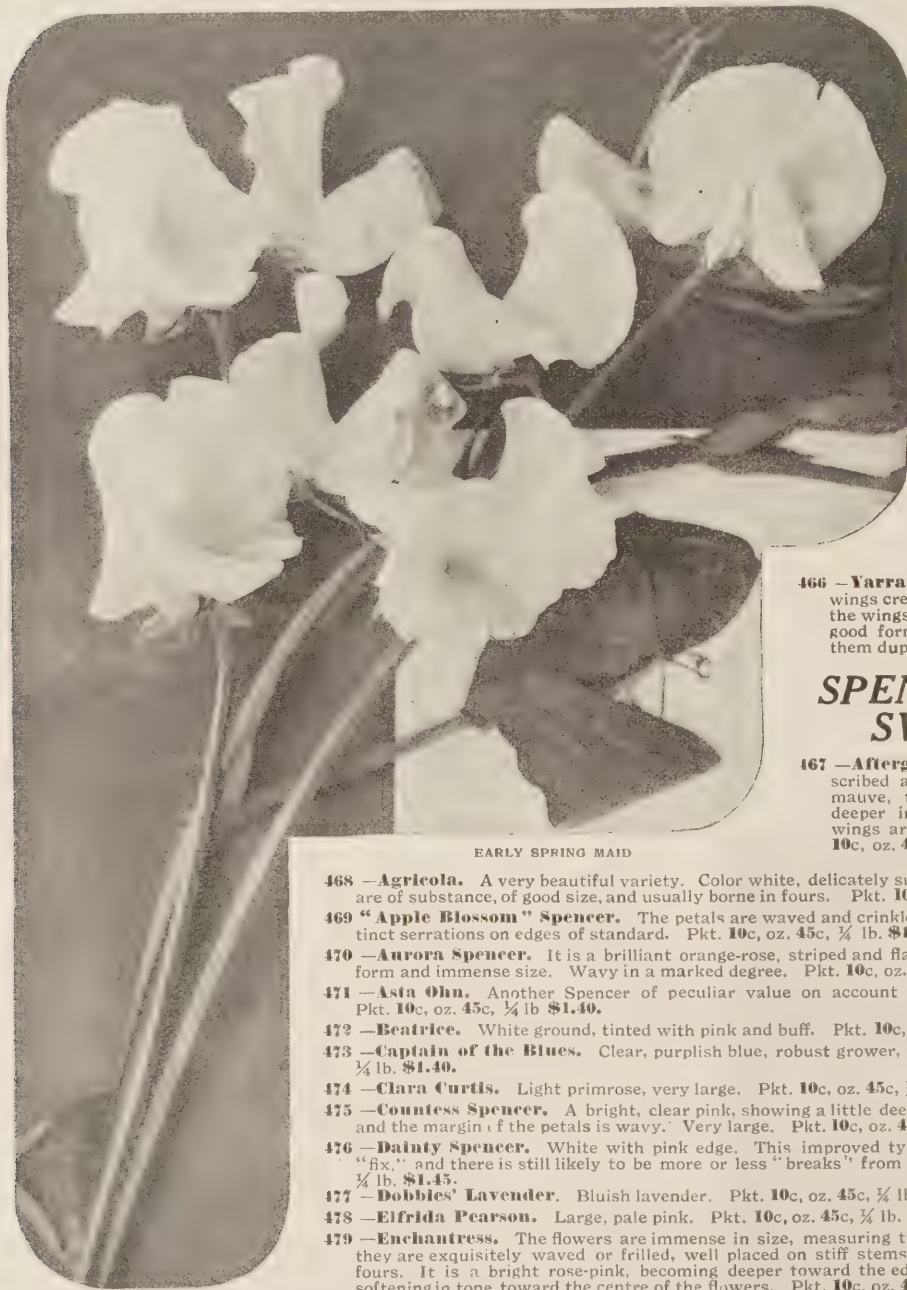 466 —Yarra
wings cre
the wings
good for
them dup
SPEN
SV
467 —Afterg
scribed a
mauve,
deeper in
wings ar
10c, oz. 4
EARLY SPRING MAID
468 —Agricola. A very beautiful variety. Color white, delicately su
are of substance, of good size, and usually borne in fours. Pkt. 10
469 "Apple Blossom" Spencer. The petals are waved and crinkle
tinct serrations on edges of standard. Pkt. 10c, oz. 45c, ¼ lb. $1
470 —Aurora Spencer. It is a brilliant orange-rose, striped and fla
form and immense size. Wavy in a marked degree. Pkt. 10c, oz.
471 —Asta Ohn. Another Spencer of peculiar value on account
Pkt. 10c, oz. 45c, ¼ lb $1.40.
472 —Beatrice. White ground, tinted with pink and buff. Pkt. 10c,
473 —Captain of the Blues. Clear, purplish blue, robust grower,
¼ lb. $1.40.
474 —Clara Curtis. Light primrose, very large. Pkt. 10c, oz. 45c,
475 —Countess Spencer. A bright, clear pink, showing a little dee
and the margin of the petals is wavy. Very large. Pkt. 10c, oz. 4
476 —Dainty Spencer. White with pink edge. This improved ty
"fix," and there is still likely to be more or less "breaks" from
¼ lb. $1.45.
477 —Dobbies' Lavender. Bluish lavender. Pkt. 10c, oz. 45c, ¼ lb
478 —Elfrida Pearson. Large, pale pink. Pkt. 10c, oz. 45c, ¼ lb.
479 —Enchantress. The flowers are immense in size, measuring t
they are exquisitely waved or frilled, well placed on stiff stems
fours. It is a bright rose-pink, becoming deeper toward the ed
softening in tone toward the centre of the flowers. Pkt. 10c, oz. 4